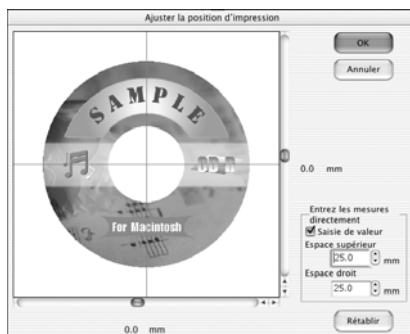 Ajuster la position d'impression
SAMPLE
CD-R
For Macintosh
OK
Annuler
0.0 mm
Entrez les mesures
directement
Saisie de valeur
Espace supérieur
25.0 mm
Espace droit
25.0 mm
Rétablir
0.0 mm